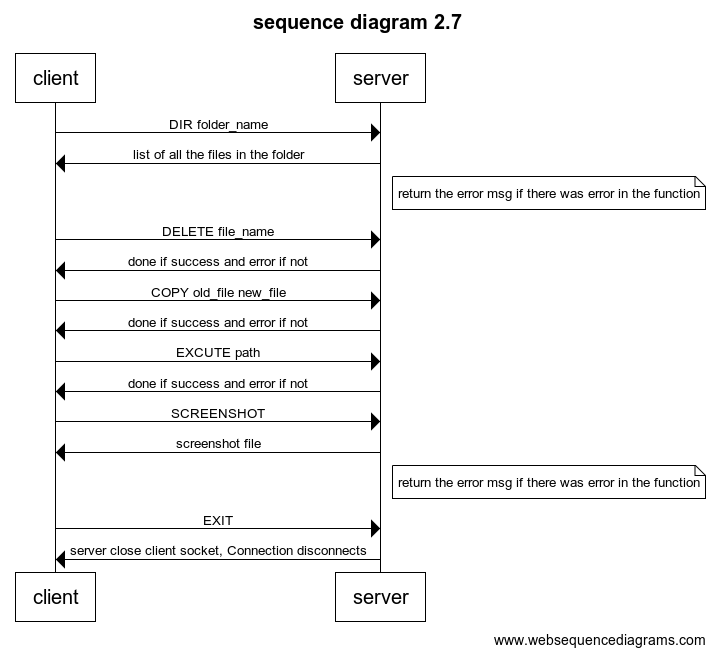 sequence diagram 2.7
client
server
DIR folder_name
list of all the files in the folder
return the error msg if there was error in the function
DELETE file_name
done if success and error if not
COPY old_file new_file
done if success and error if not
EXCUTE path
done if success and error if not
SCREENSHOT
screenshot file
return the error msg if there was error in the function
EXIT
server close client socket, Connection disconnects
client
server
www.websequencediagrams.com